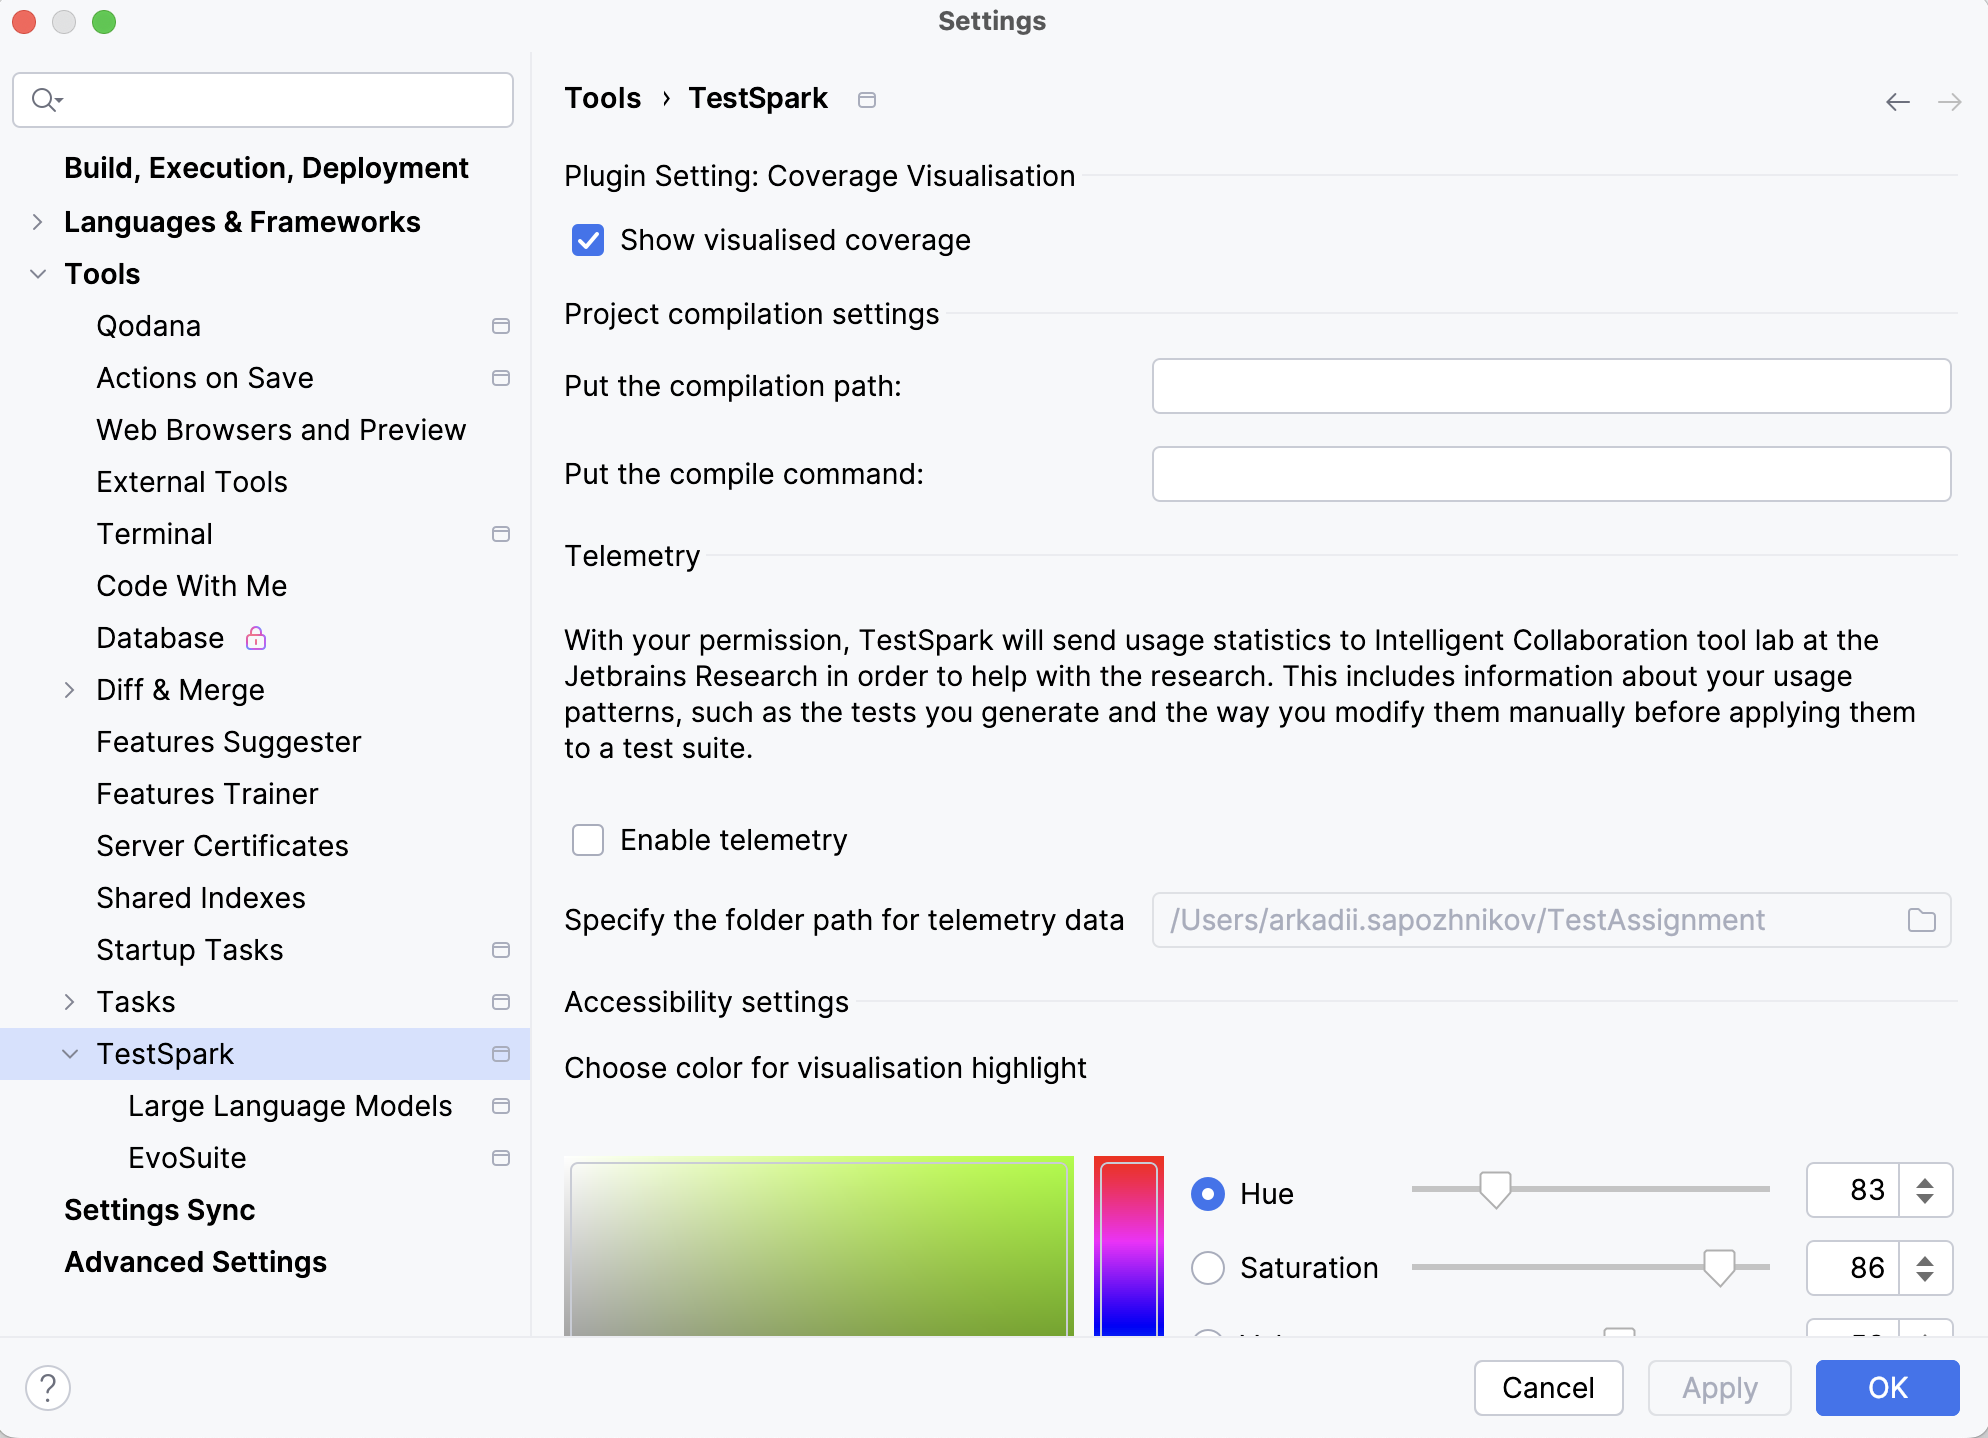 Settings
Build, Execution, Deployment
Languages & Frameworks
Tools
Qodana
Actions on Save
Web Browsers and Preview
External Tools
Terminal
Code With Me
Database
Diff & Merge
Features Suggester
Features Trainer
Server Certificates
Shared Indexes
Startup Tasks
Tasks
TestSpark
Large Language Models
EvoSuite
Settings Sync
Advanced Settings
Tools › TestSpark
Plugin Setting: Coverage Visualisation
Show visualised coverage
Project compilation settings
Put the compilation path:
Put the compile command:
Telemetry
With your permission, TestSpark will send usage statistics to Intelligent Collaboration tool lab at the
Jetbrains Research in order to help with the research. This includes information about your usage
patterns, such as the tests you generate and the way you modify them manually before applying them
to a test suite.
Enable telemetry
Specify the folder path for telemetry data /Users/arkadii.sapozhnikov/TestAssignment
Accessibility settings
Choose color for visualisation highlight
Hue 83
Saturation 86
? Cancel Apply OK